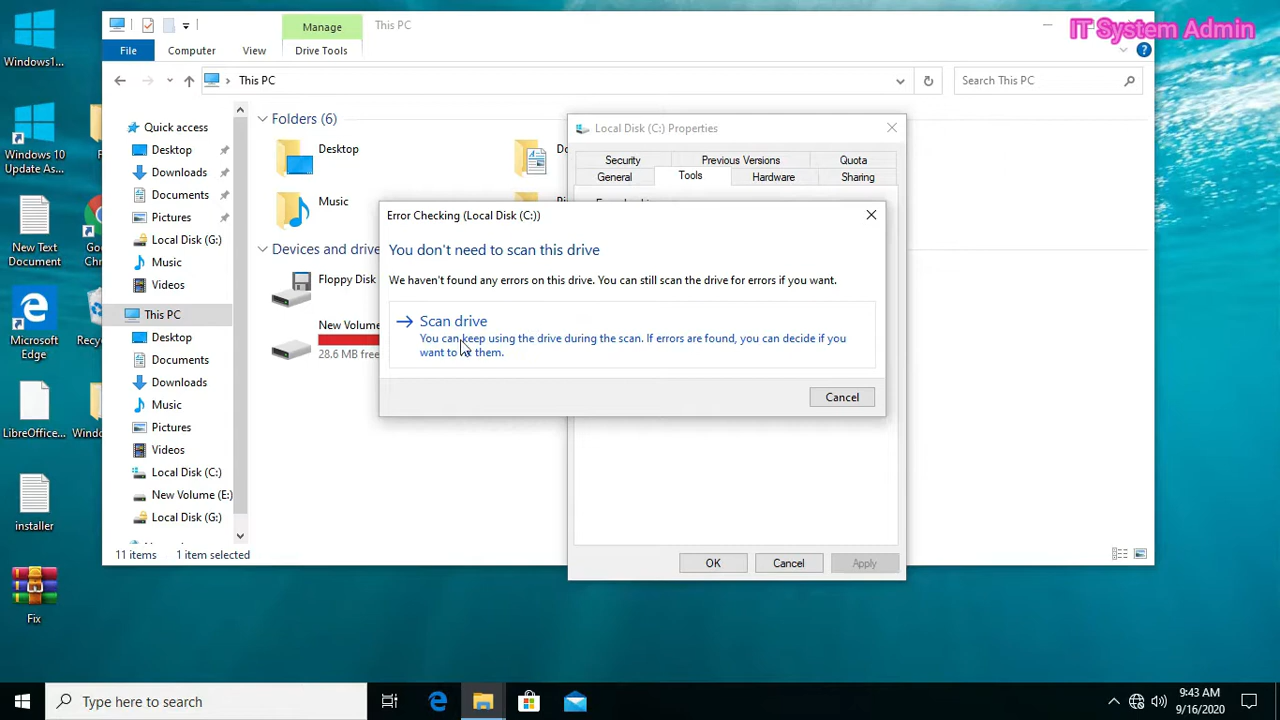 IT System Admin
Manage
This PC
File
Computer
View
Drive Tools
This PC
Search This PC
Windows1...
Windows 10
Update As...
New Text
Document
Microsoft
Edge
LibreOffice...
installer
Fix
Quick access
Desktop
Downloads
Documents
Pictures
Local Disk (G:)
Music
Videos
This PC
Desktop
Documents
Downloads
Music
Pictures
Videos
Local Disk (C:)
New Volume (E:)
Local Disk (G:)
Folders (6)
Desktop
Music
Floppy Disk
New Volume
28.6 MB free
Local Disk (C:) Properties
Security
Previous Versions
Quota
General
Tools
Hardware
Sharing
Error Checking (Local Disk (C:))
You don't need to scan this drive
We haven't found any errors on this drive. You can still scan the drive for errors if you want.
Scan drive
You can keep using the drive during the scan. If errors are found, you can decide if you
want to them.
Cancel
OK
Cancel
Apply
11 items
1 item selected
Type here to search
9:43 AM
9/16/2020